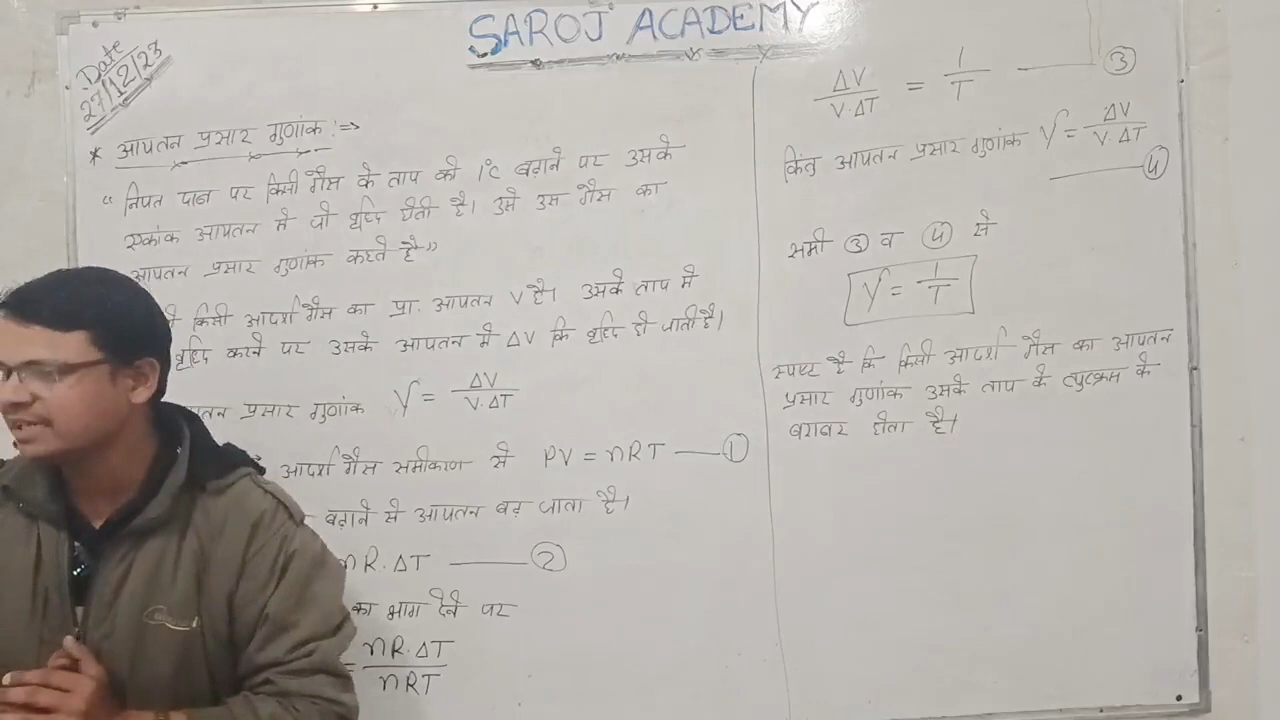 SAROJ ACADEMY
Date
27/12/23
* आयतन प्रसार गुणांक :⇒
“ नियत दाब पर किसी गैस के ताप को 1°C बढ़ाने पर उसके
एकांक आयतन मे जो वृद्धि होती है। उसे उस गैस का
आयतन प्रसार गुणांक कहते है”
किसी आदर्श गैस का प्रा. आयतन V है। उसके ताप मे
वृद्धि करने पर उसके आयतन मे ΔV कि वृद्धि हो जाती है।
प्रसार गुणांक γ = ΔV / V·ΔT
आदर्श गैस समीकरण से PV = nRT — ①
बढ़ाने से आयतन बढ़ जाता है।
nR·ΔT — ②
का भाग देने पर
= nR·ΔT / nRT
ΔV / V·ΔT = 1 / T — ③
किंतु आयतन प्रसार गुणांक γ = ΔV / V·ΔT
— ④
समी ③ व ④ से
γ = 1 / T
स्पष्ट है कि किसी आदर्श गैस का आयतन
प्रसार गुणांक उसके ताप के व्युत्क्रम के
बराबर होता है।